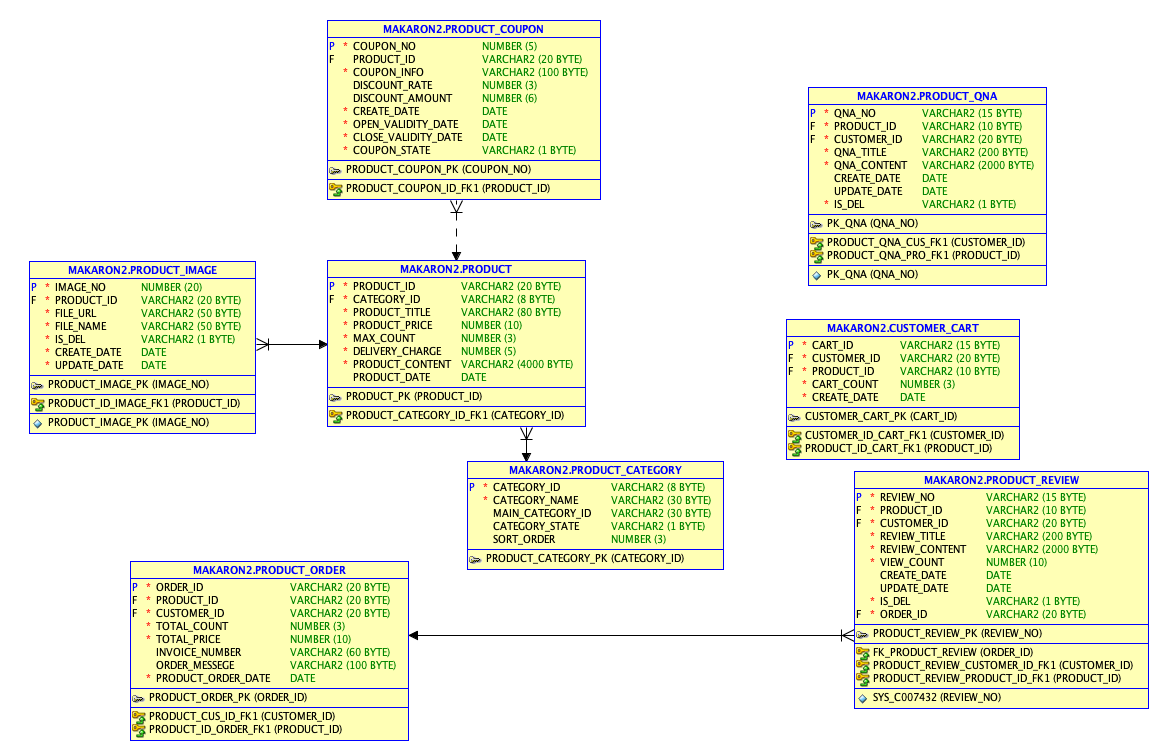 MAKARON2.PRODUCT_COUPON
P * COUPON_NO NUMBER (5)
F PRODUCT_ID VARCHAR2 (20 BYTE)
* COUPON_INFO VARCHAR2 (100 BYTE)
DISCOUNT_RATE NUMBER (3)
DISCOUNT_AMOUNT NUMBER (6)
* CREATE_DATE DATE
* OPEN_VALIDITY_DATE DATE
* CLOSE_VALIDITY_DATE DATE
* COUPON_STATE VARCHAR2 (1 BYTE)
PRODUCT_COUPON_PK (COUPON_NO)
PRODUCT_COUPON_ID_FK1 (PRODUCT_ID)
MAKARON2.PRODUCT_QNA
P * QNA_NO VARCHAR2 (15 BYTE)
F * PRODUCT_ID VARCHAR2 (10 BYTE)
F * CUSTOMER_ID VARCHAR2 (20 BYTE)
* QNA_TITLE VARCHAR2 (200 BYTE)
* QNA_CONTENT VARCHAR2 (2000 BYTE)
CREATE_DATE DATE
UPDATE_DATE DATE
* IS_DEL VARCHAR2 (1 BYTE)
PK_QNA (QNA_NO)
PRODUCT_QNA_CUS_FK1 (CUSTOMER_ID)
PRODUCT_QNA_PRO_FK1 (PRODUCT_ID)
PK_QNA (QNA_NO)
MAKARON2.PRODUCT_IMAGE
P * IMAGE_NO NUMBER (20)
F * PRODUCT_ID VARCHAR2 (20 BYTE)
* FILE_URL VARCHAR2 (50 BYTE)
* FILE_NAME VARCHAR2 (50 BYTE)
* IS_DEL VARCHAR2 (1 BYTE)
* CREATE_DATE DATE
* UPDATE_DATE DATE
PRODUCT_IMAGE_PK (IMAGE_NO)
PRODUCT_ID_IMAGE_FK1 (PRODUCT_ID)
PRODUCT_IMAGE_PK (IMAGE_NO)
MAKARON2.PRODUCT
P * PRODUCT_ID VARCHAR2 (20 BYTE)
F * CATEGORY_ID VARCHAR2 (8 BYTE)
* PRODUCT_TITLE VARCHAR2 (80 BYTE)
* PRODUCT_PRICE NUMBER (10)
* MAX_COUNT NUMBER (3)
* DELIVERY_CHARGE NUMBER (5)
* PRODUCT_CONTENT VARCHAR2 (4000 BYTE)
PRODUCT_DATE DATE
PRODUCT_PK (PRODUCT_ID)
PRODUCT_CATEGORY_ID_FK1 (CATEGORY_ID)
MAKARON2.CUSTOMER_CART
P * CART_ID VARCHAR2 (15 BYTE)
F * CUSTOMER_ID VARCHAR2 (20 BYTE)
F * PRODUCT_ID VARCHAR2 (10 BYTE)
* CART_COUNT NUMBER (3)
* CREATE_DATE DATE
CUSTOMER_CART_PK (CART_ID)
CUSTOMER_ID_CART_FK1 (CUSTOMER_ID)
PRODUCT_ID_CART_FK1 (PRODUCT_ID)
MAKARON2.PRODUCT_CATEGORY
P * CATEGORY_ID VARCHAR2 (8 BYTE)
* CATEGORY_NAME VARCHAR2 (30 BYTE)
MAIN_CATEGORY_ID VARCHAR2 (30 BYTE)
CATEGORY_STATE VARCHAR2 (1 BYTE)
SORT_ORDER NUMBER (3)
PRODUCT_CATEGORY_PK (CATEGORY_ID)
MAKARON2.PRODUCT_REVIEW
P * REVIEW_NO VARCHAR2 (15 BYTE)
F * PRODUCT_ID VARCHAR2 (10 BYTE)
F * CUSTOMER_ID VARCHAR2 (20 BYTE)
* REVIEW_TITLE VARCHAR2 (200 BYTE)
* REVIEW_CONTENT VARCHAR2 (2000 BYTE)
* VIEW_COUNT NUMBER (10)
CREATE_DATE DATE
UPDATE_DATE DATE
* IS_DEL VARCHAR2 (1 BYTE)
F * ORDER_ID VARCHAR2 (20 BYTE)
PRODUCT_REVIEW_PK (REVIEW_NO)
FK_PRODUCT_REVIEW (ORDER_ID)
PRODUCT_REVIEW_CUSTOMER_ID_FK1 (CUSTOMER_ID)
PRODUCT_REVIEW_PRODUCT_ID_FK1 (PRODUCT_ID)
SYS_C007432 (REVIEW_NO)
MAKARON2.PRODUCT_ORDER
P * ORDER_ID VARCHAR2 (20 BYTE)
F * PRODUCT_ID VARCHAR2 (20 BYTE)
F * CUSTOMER_ID VARCHAR2 (20 BYTE)
* TOTAL_COUNT NUMBER (3)
* TOTAL_PRICE NUMBER (10)
INVOICE_NUMBER VARCHAR2 (60 BYTE)
ORDER_MESSEGE VARCHAR2 (100 BYTE)
* PRODUCT_ORDER_DATE DATE
PRODUCT_ORDER_PK (ORDER_ID)
PRODUCT_CUS_ID_FK1 (CUSTOMER_ID)
PRODUCT_ID_ORDER_FK1 (PRODUCT_ID)